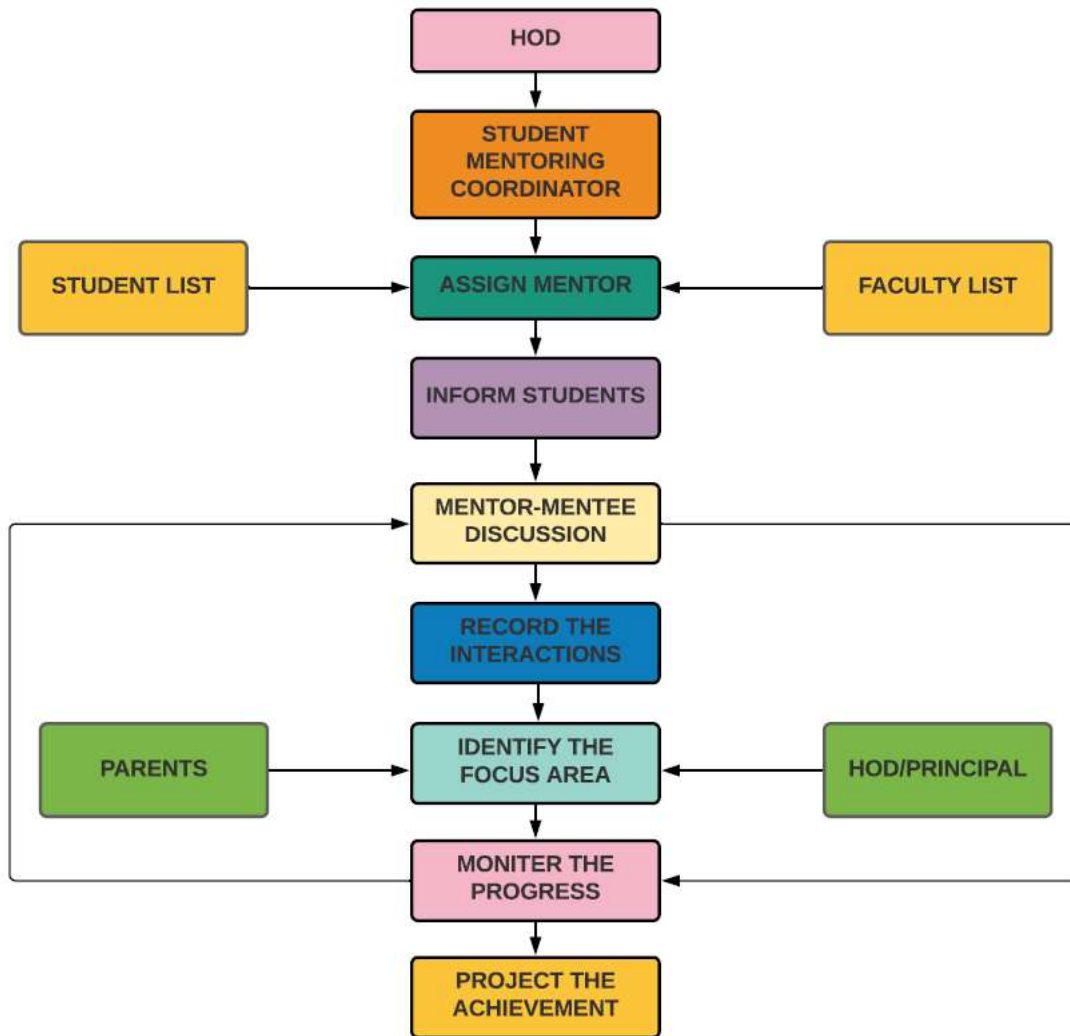 HOD
STUDENT
MENTORING
COORDINATOR
STUDENT LIST
ASSIGN MENTOR
FACULTY LIST
INFORM STUDENTS
MENTOR-MENTEE
DISCUSSION
RECORD THE
INTERACTIONS
PARENTS
IDENTIFY THE
FOCUS AREA
HOD/PRINCIPAL
MONITER THE
PROGRESS
PROJECT THE
ACHIEVEMENT